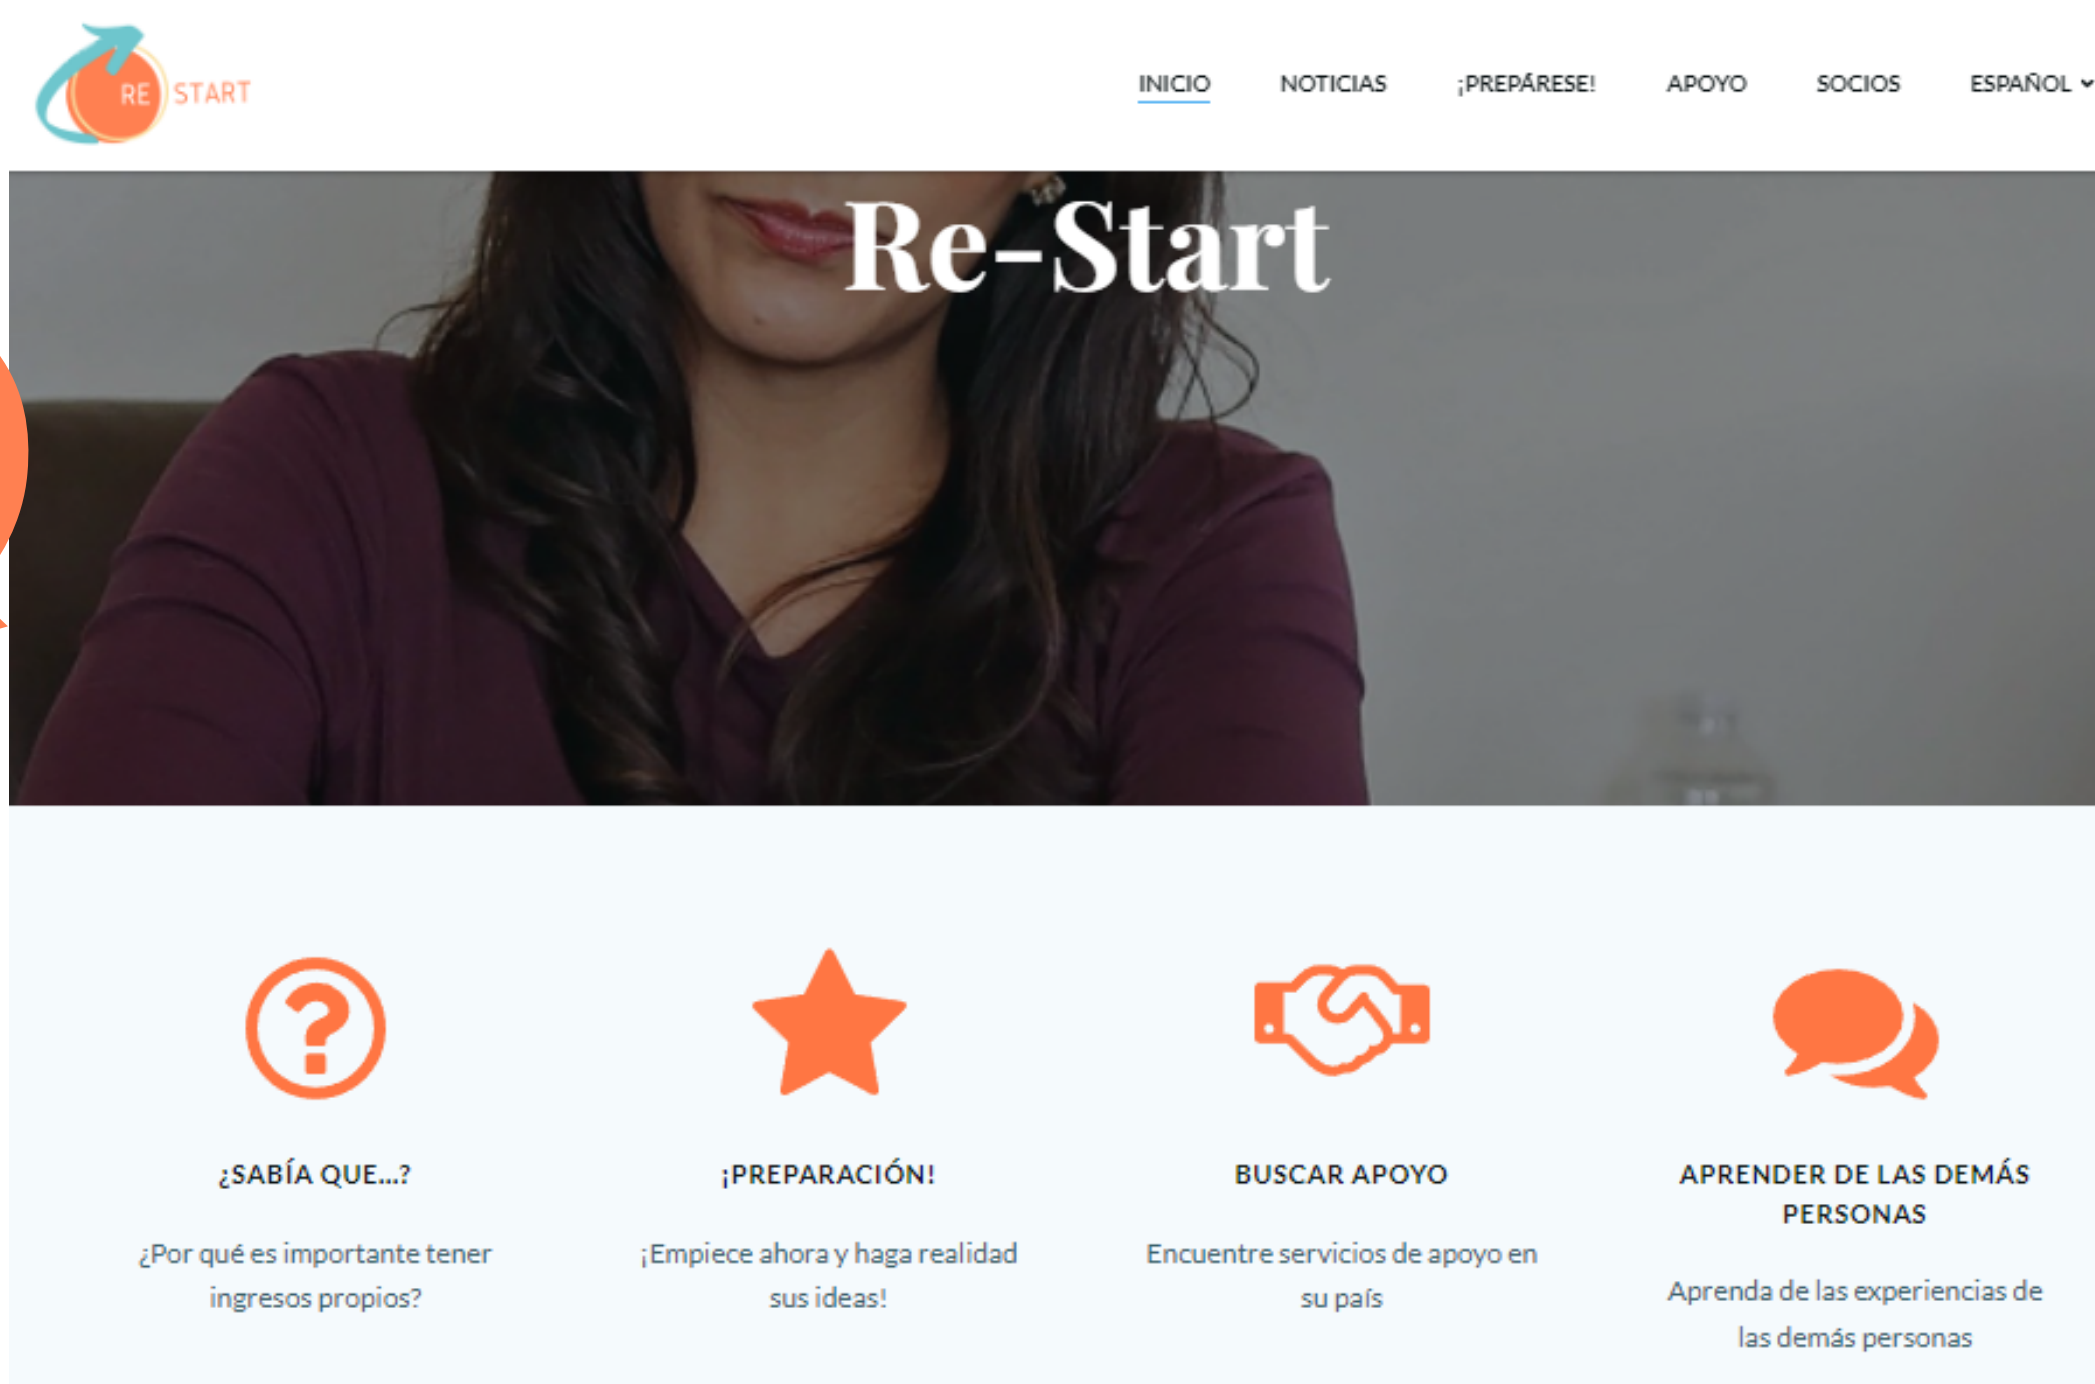 RE START
INICIO NOTICIAS ¡PREPÁRESE! APOYO SOCIOS ESPAÑOL
Re-Start
¿SABÍA QUE...?
¿Por qué es importante tener
ingresos propios?
¡PREPARACIÓN!
¡Empiece ahora y haga realidad
sus ideas!
BUSCAR APOYO
Encuentre servicios de apoyo en
su país
APRENDER DE LAS DEMÁS
PERSONAS
Aprenda de las experiencias de
las demás personas